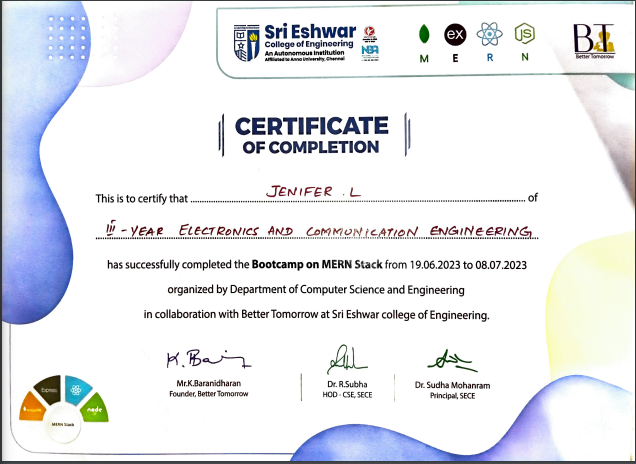 Sri Eshwar
College of Engineering
An Autonomous Institution
Affiliated to Anna University, Chennai
NBA
ex
JS
M E R N
BT
Better Tomorrow
CERTIFICATE
OF COMPLETION
This is to certify that JENIFER . L of
III - YEAR ELECTRONICS AND COMMUNICATION ENGINEERING
has successfully completed the Bootcamp on MERN Stack from 19.06.2023 to 08.07.2023
organized by Department of Computer Science and Engineering
in collaboration with Better Tomorrow at Sri Eshwar college of Engineering.
K. Bani
Mr.K.Baranidharan
Founder, Better Tomorrow
Dr. R.Subha
HOD - CSE, SECE
Dr. Sudha Mohanram
Principal, SECE
Express
node
MERN Stack